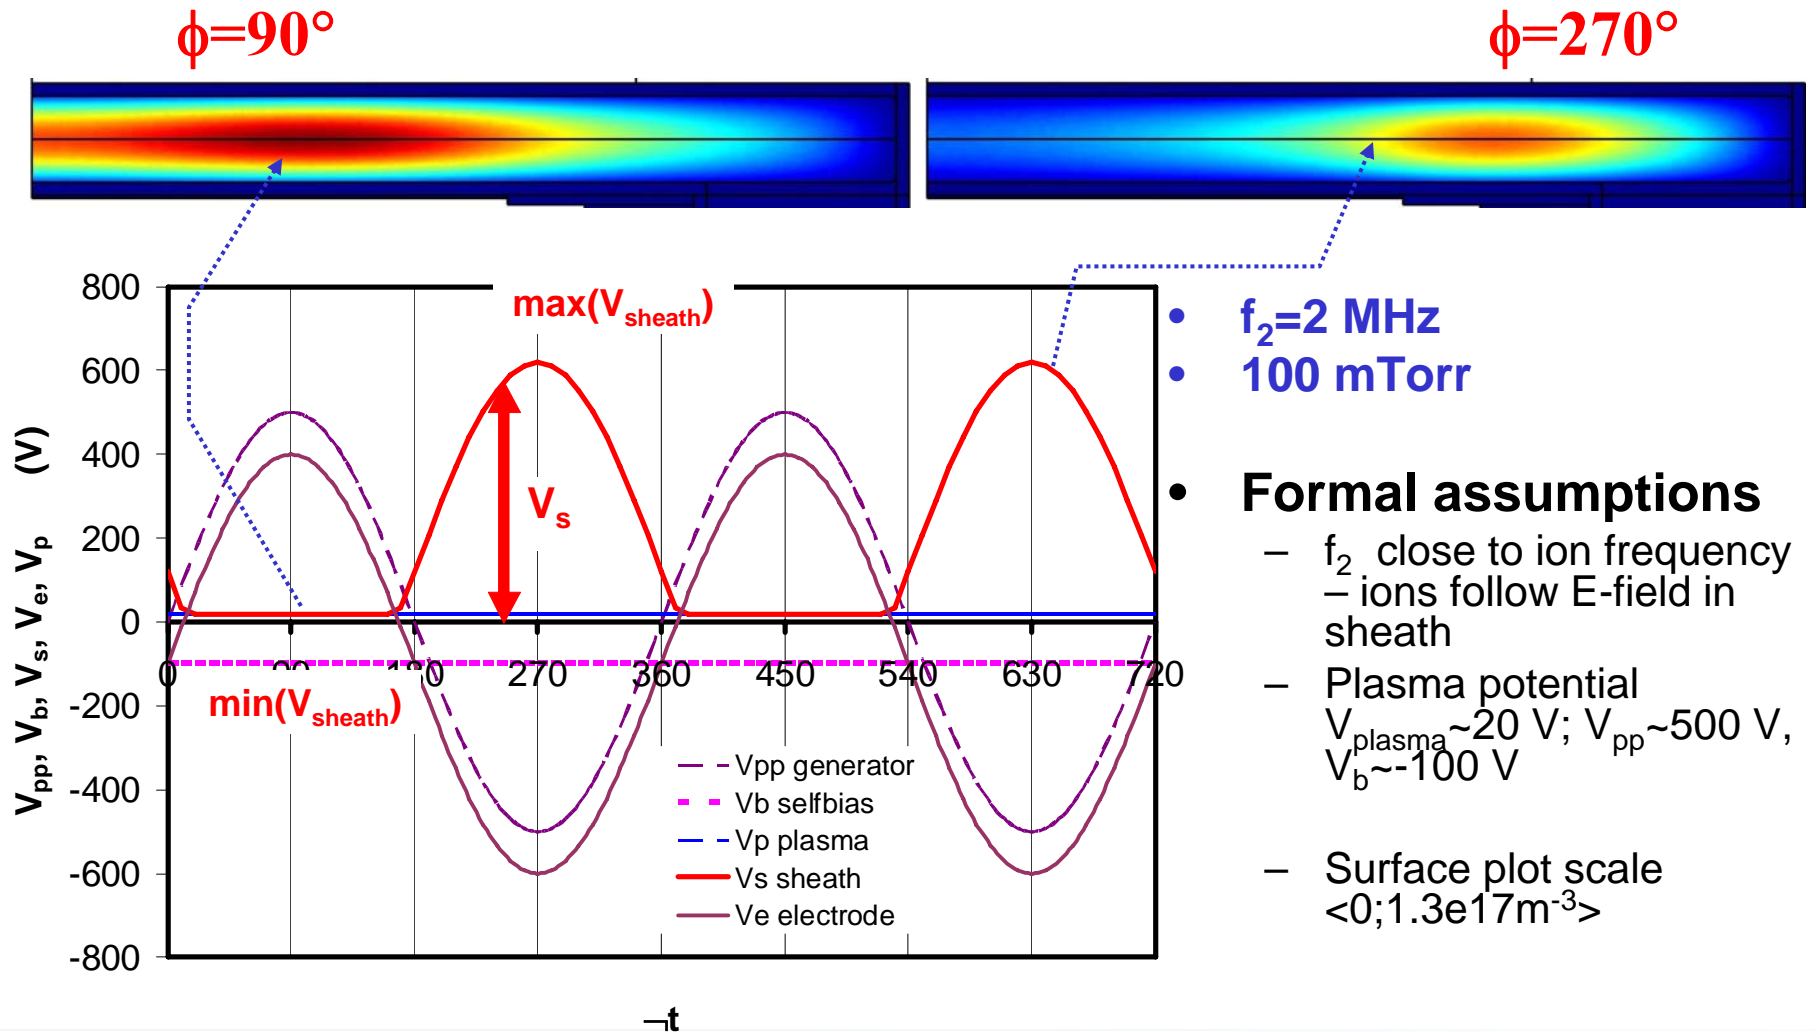 ϕ=90°
ϕ=270°
800
600
400
200
0
-200
-400
-600
-800
Vpp, Vb, Vs, Ve, Vp (V)
max(Vsheath)
Vs
min(Vsheath)
0 90 180 270 360 450 540 630 720
Vpp generator
Vb selfbias
Vp plasma
Vs sheath
Ve electrode
¬t
• f2=2 MHz
• 100 mTorr
• Formal assumptions
– f2 close to ion frequency
– ions follow E-field in
sheath
– Plasma potential
Vplasma~20 V; Vpp~500 V,
Vb~-100 V
– Surface plot scale
<0;1.3e17m-3>